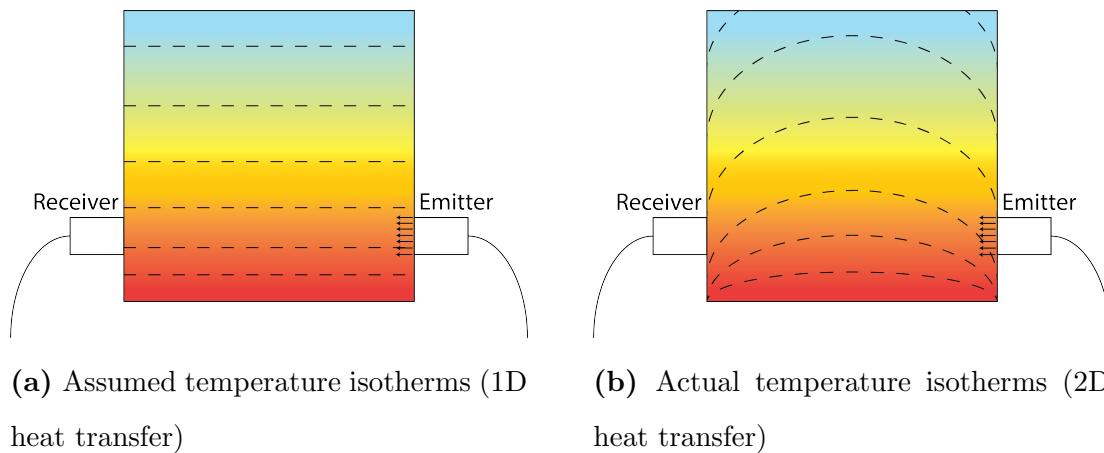 Receiver
Emitter
Receiver
Emitter
(a) Assumed temperature isotherms (1D
heat transfer)
(b) Actual temperature isotherms (2D
heat transfer)